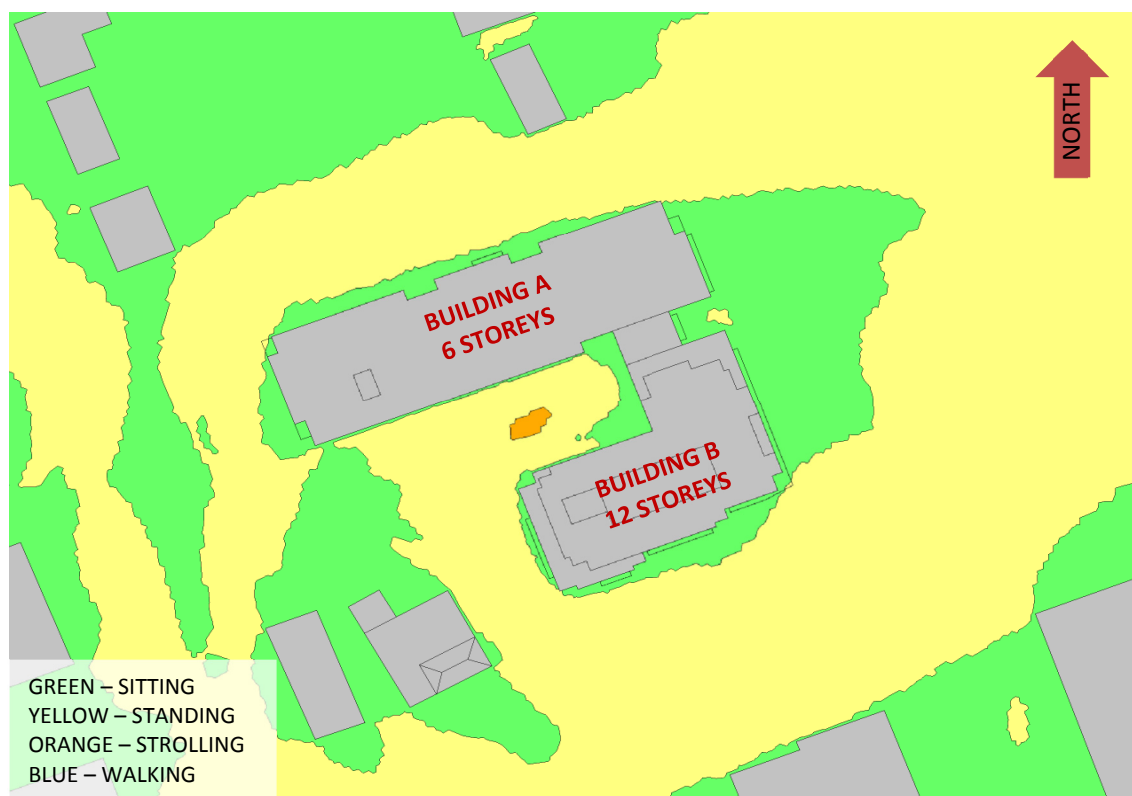 NORTH
BUILDING A
6 STOREYS
BUILDING B
12 STOREYS
GREEN – SITTING
YELLOW – STANDING
ORANGE – STROLLING
BLUE – WALKING